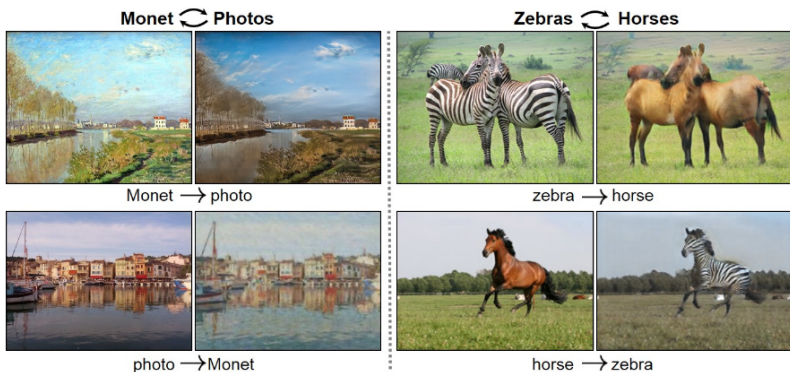 Monet ⇄ Photos
Zebras ⇄ Horses
Monet → photo
zebra → horse
photo → Monet
horse → zebra